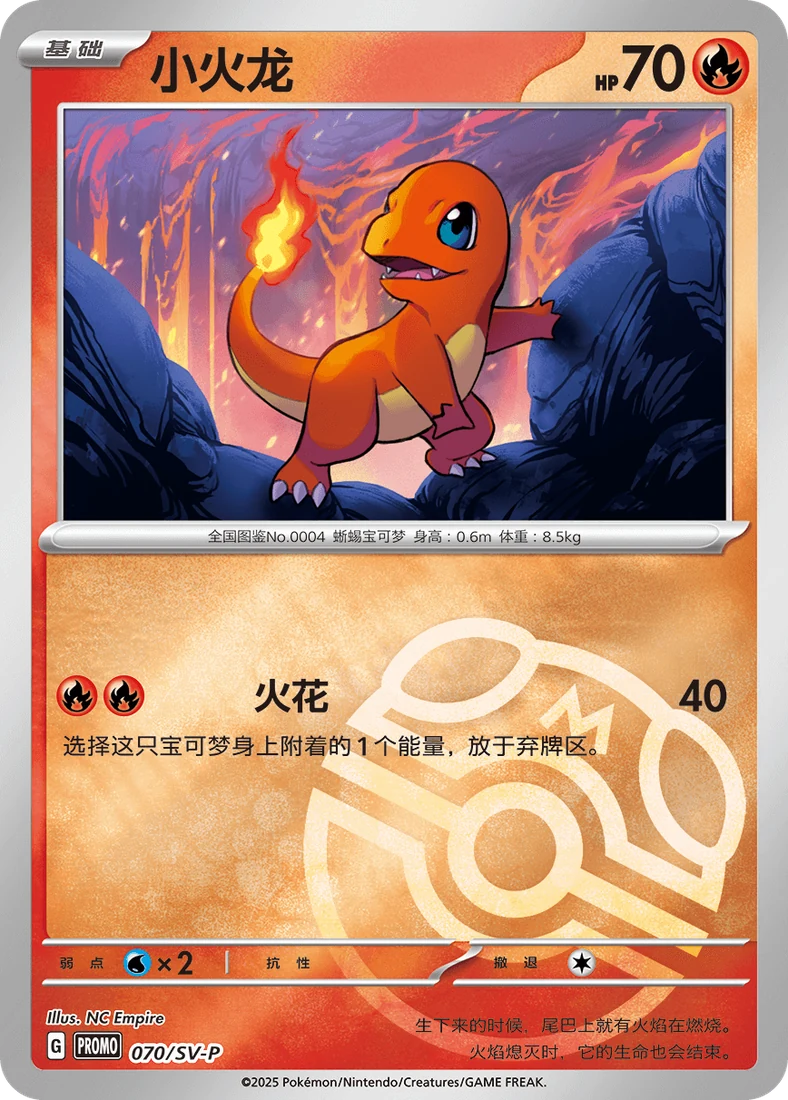 基础
小火龙
HP70
全国图鉴No.0004 蜥蜴宝可梦 身高：0.6m 体重：8.5kg
火花 40
选择这只宝可梦身上附着的1个能量，放于弃牌区。
M
弱点 ×2 抗性 撤退
Illus. NC Empire
G PROMO 070/SV-P
生下来的时候，尾巴上就有火焰在燃烧。
火焰熄灭时，它的生命也会结束。
©2025 Pokémon/Nintendo/Creatures/GAME FREAK.